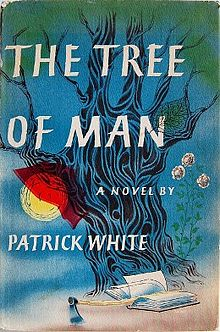 THE TREE
OF MAN
A NOVEL BY
PATRICK WHITE